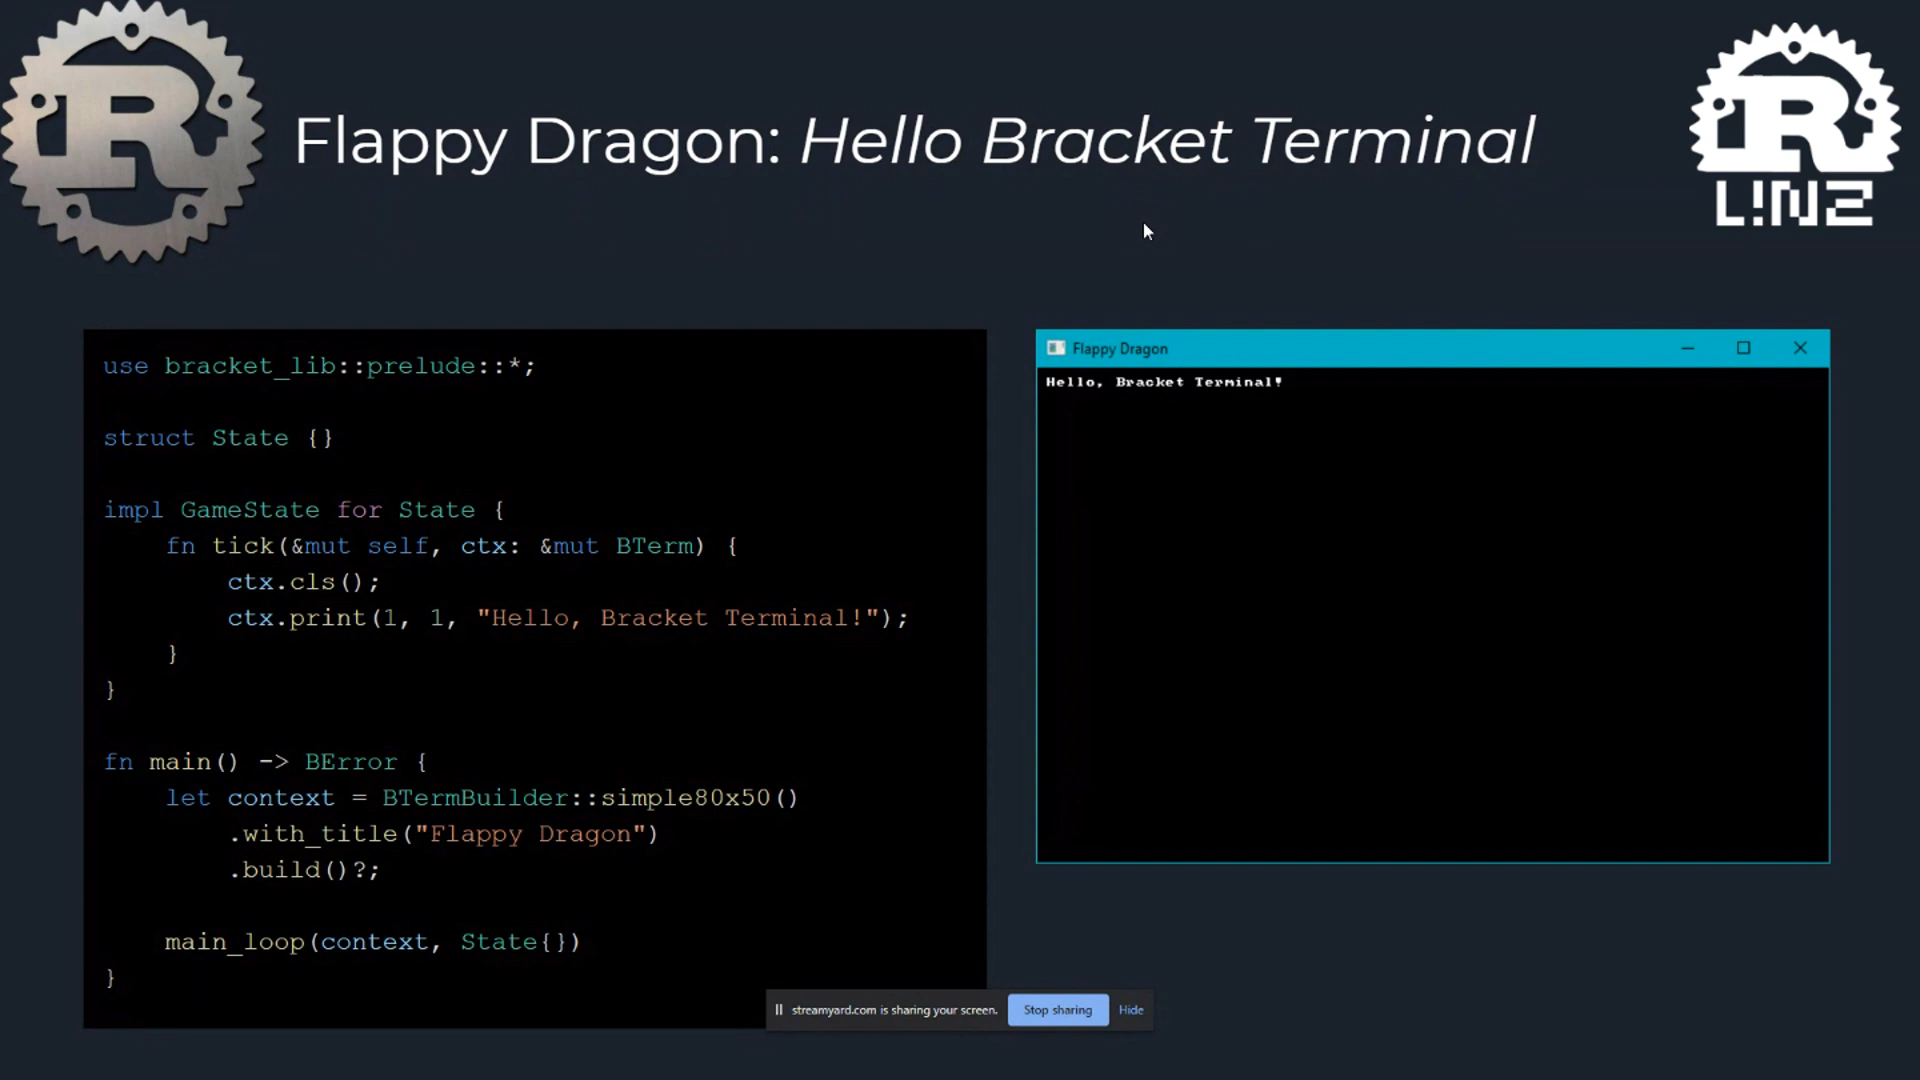 Flappy Dragon: Hello Bracket Terminal
R
R
L!NZ
use bracket_lib::prelude::*;
struct State {}
impl GameState for State {
    fn tick(&mut self, ctx: &mut BTerm) {
        ctx.cls();
        ctx.print(1, 1, "Hello, Bracket Terminal!");
    }
}
fn main() -> BError {
    let context = BTermBuilder::simple80x50()
        .with_title("Flappy Dragon")
        .build()?;
    main_loop(context, State{})
}
Flappy Dragon
Hello, Bracket Terminal!
streamyard.com is sharing your screen.
Stop sharing
Hide